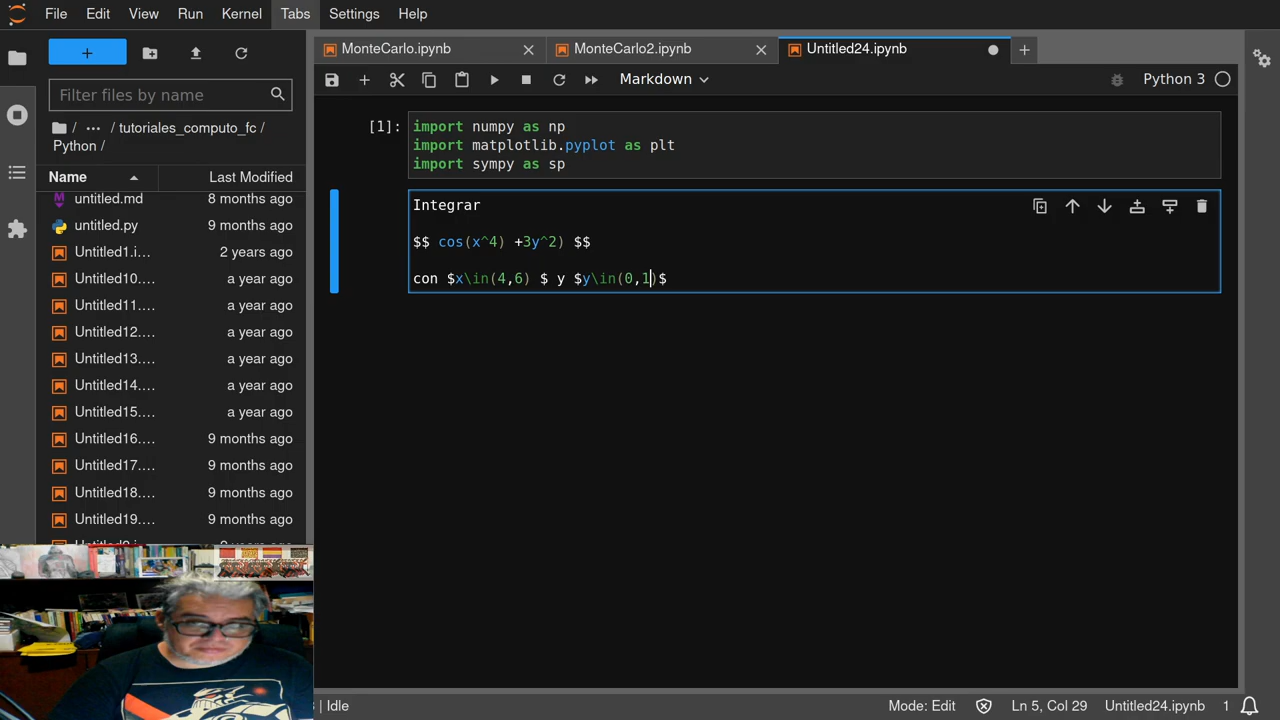 File Edit View Run Kernel Tabs Settings Help
MonteCarlo.ipynb
MonteCarlo2.ipynb
Untitled24.ipynb
Markdown
Python 3
Filter files by name
/ ··· / tutoriales_computo_fc /
Python /
Name Last Modified
untitled.md 8 months ago
untitled.py 9 months ago
Untitled1.i... 2 years ago
Untitled10.... a year ago
Untitled11.... a year ago
Untitled12.... a year ago
Untitled13.... a year ago
Untitled14.... a year ago
Untitled15.... a year ago
Untitled16.... 9 months ago
Untitled17.... 9 months ago
Untitled18.... 9 months ago
Untitled19.... 9 months ago
[1]: import numpy as np
import matplotlib.pyplot as plt
import sympy as sp
Integrar
$$ cos(x^4) +3y^2) $$
con $x\in(4,6) $ y $y\in(0,1)$
| Idle
Mode: Edit
Ln 5, Col 29
Untitled24.ipynb
1